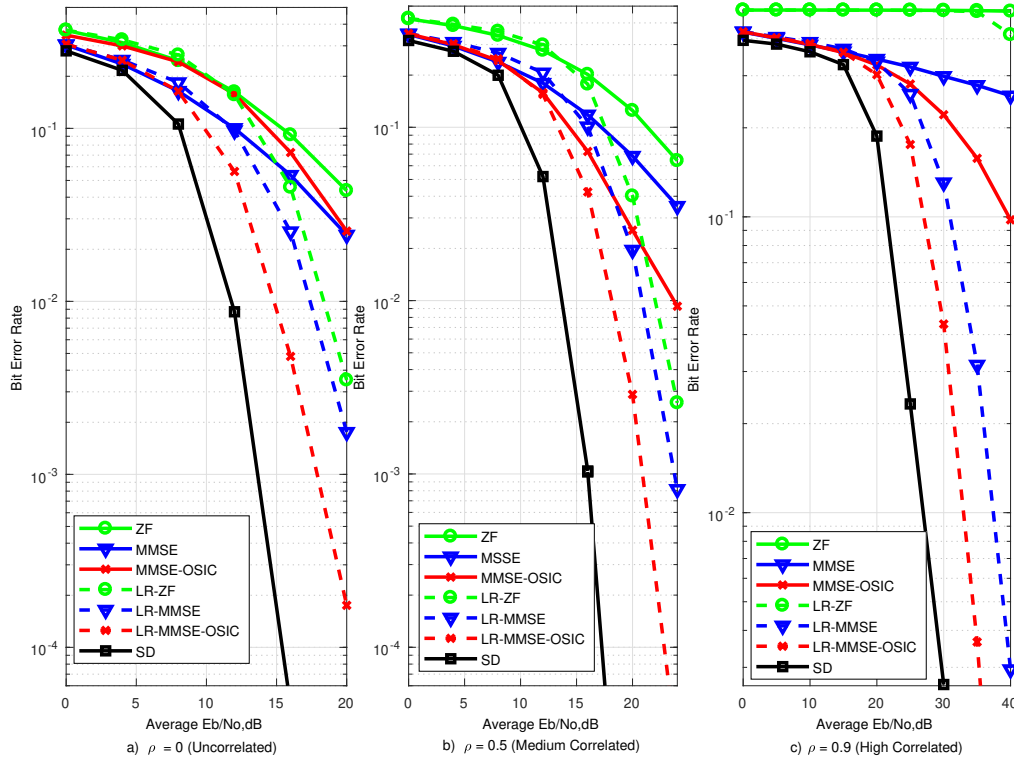 Bit Error Rate
10^-1
10^-2
10^-3
10^-4
ZF
MMSE
MMSE-OSIC
LR-ZF
LR-MMSE
LR-MMSE-OSIC
SD
0 5 10 15 20
Average Eb/No,dB
a) ρ = 0 (Uncorrelated)
Bit Error Rate
10^-1
10^-2
10^-3
10^-4
ZF
MSSE
MMSE-OSIC
LR-ZF
LR-MMSE
LR-MMSE-OSIC
SD
0 5 10 15 20
Average Eb/No,dB
b) ρ = 0.5 (Medium Correlated)
Bit Error Rate
10^-1
10^-2
ZF
MMSE
MMSE-OSIC
LR-ZF
LR-MMSE
LR-MMSE-OSIC
SD
0 10 20 30 40
Average Eb/No,dB
c) ρ = 0.9 (High Correlated)